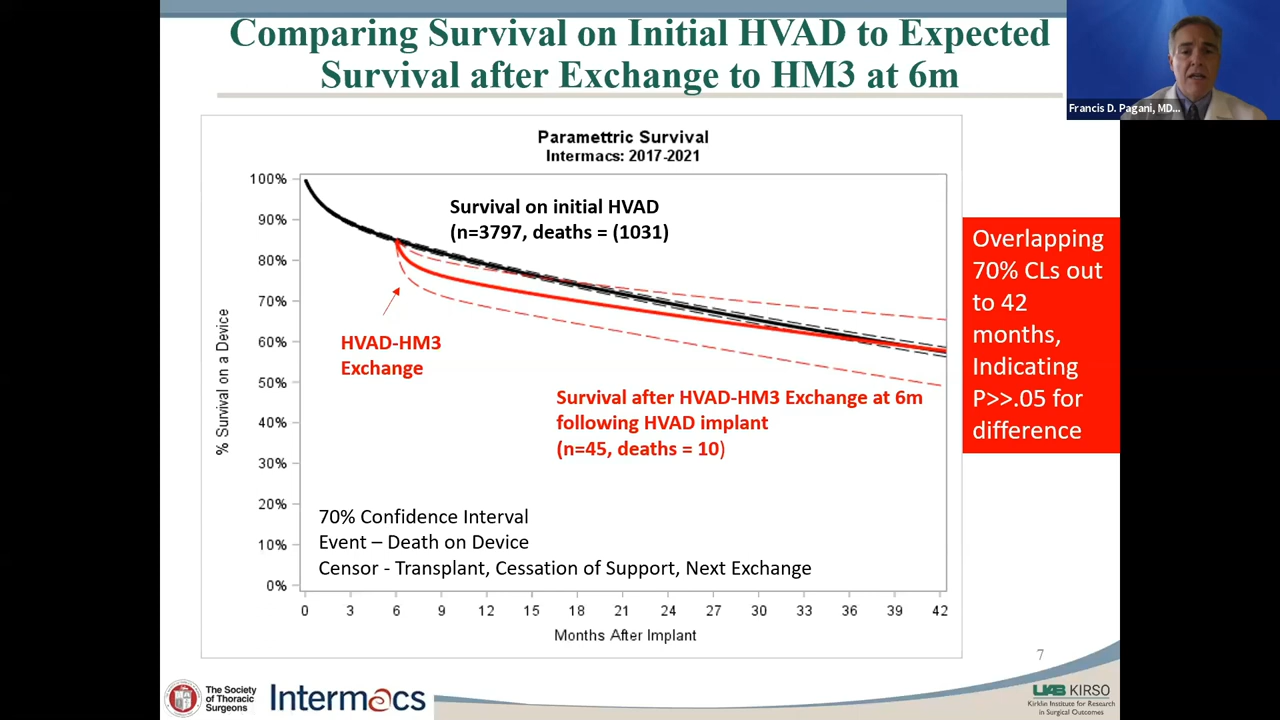 Comparing Survival on Initial HVAD to Expected
Survival after Exchange to HM3 at 6m
Francis D. Pagani, MD...
Paramettric Survival
Intermacs: 2017-2021
% Survival on a Device
100%
90%
80%
70%
60%
50%
40%
30%
20%
10%
0%
Survival on initial HVAD
(n=3797, deaths = (1031)
HVAD-HM3
Exchange
Survival after HVAD-HM3 Exchange at 6m
following HVAD implant
(n=45, deaths = 10)
70% Confidence Interval
Event – Death on Device
Censor - Transplant, Cessation of Support, Next Exchange
0 3 6 9 12 15 18 21 24 27 30 33 36 39 42
Months After Implant
Overlapping
70% CLs out
to 42
months,
Indicating
P>>.05 for
difference
7
The Society
of Thoracic
Surgeons
Intermacs
UAB KIRSO
Kirklin Institute for Research
in Surgical Outcomes